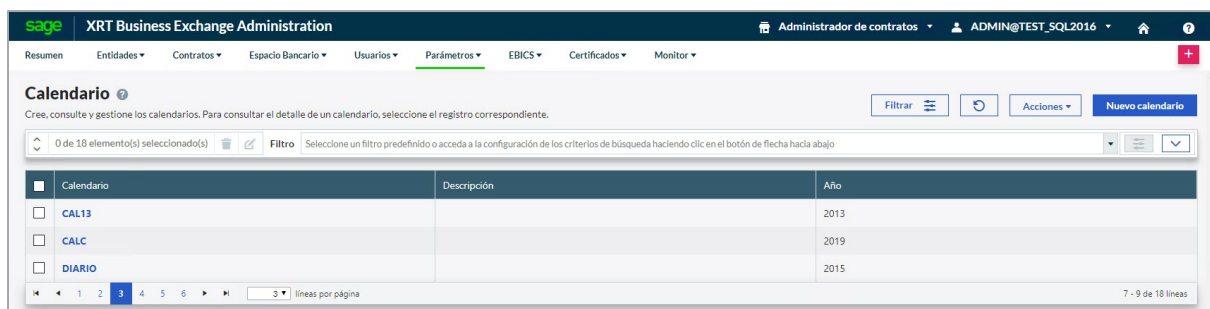 sage XRT Business Exchange Administration Administrador de contratos ADMIN@TEST_SQL2016
Resumen Entidades Contratos Espacio Bancario Usuarios Parámetros EBICS Certificados Monitor +
Calendario ?
Filtrar Acciones Nuevo calendario
Cree, consulte y gestione los calendarios. Para consultar el detalle de un calendario, seleccione el registro correspondiente.
0 de 18 elemento(s) seleccionado(s) Filtro Seleccione un filtro predefinido o acceda a la configuración de los criterios de búsqueda haciendo clic en el botón de flecha hacia abajo
Calendario Descripción Año
CAL13 2013
CALC 2019
DIARIO 2015
1 2 3 4 5 6 3 líneas por página 7 - 9 de 18 líneas